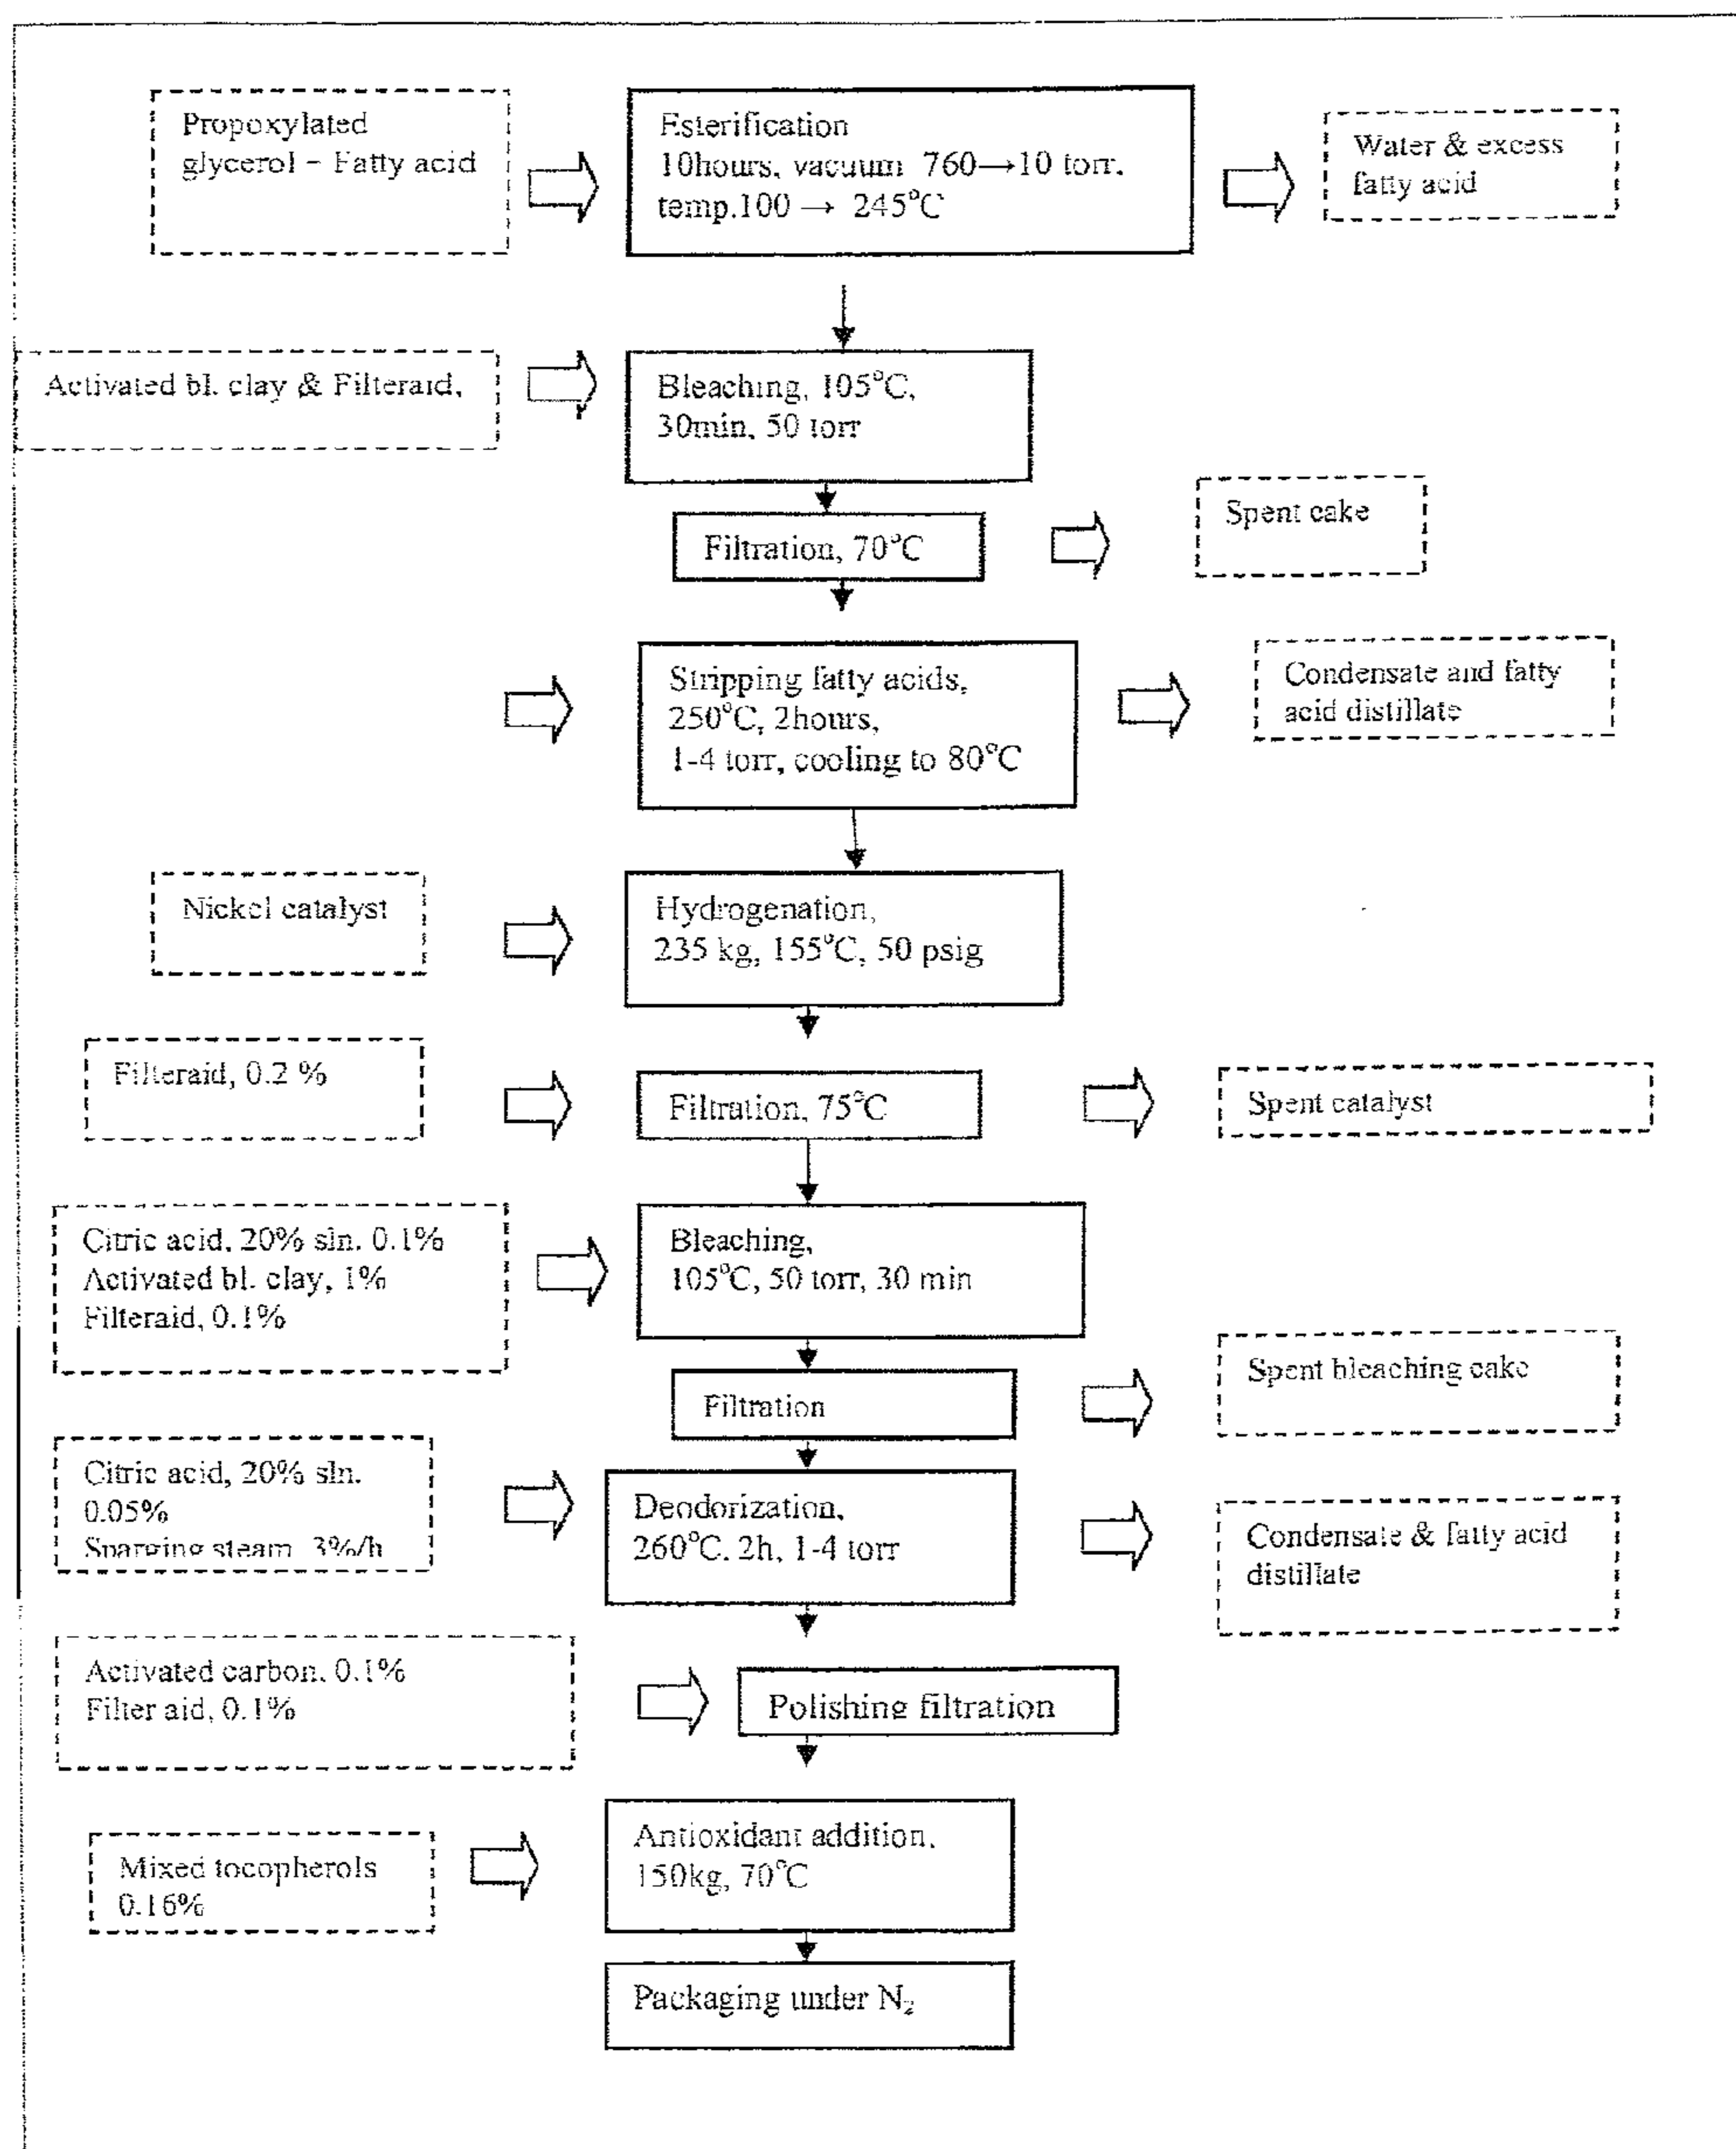 Propoxylated
glycerol – Fatty acid
Esterification
10hours, vacuum 760→10 torr.
temp.100 → 245°C
Water & excess
fatty acid
Activated bl. clay & Filteraid,
Bleaching, 105°C,
30min, 50 torr
Filtration, 70°C
Spent cake
Stripping fatty acids,
250°C, 2hours,
1-4 torr, cooling to 80°C
Condensate and fatty
acid distillate
Nickel catalyst
Hydrogenation,
235 kg, 155°C, 50 psig
Filteraid, 0.2 %
Filtration, 75°C
Spent catalyst
Citric acid, 20% sln. 0.1%
Activated bl. clay, 1%
Filteraid, 0.1%
Bleaching,
105°C, 50 torr, 30 min
Filtration
Spent bleaching cake
Citric acid, 20% sln.
0.05%
Sparging steam 3%/h
Deodorization,
260°C. 2h, 1-4 torr
Condensate & fatty acid
distillate
Activated carbon, 0.1%
Filter aid, 0.1%
Polishing filtration
Mixed tocopherols
0.16%
Antioxidant addition,
150kg, 70°C
Packaging under N₂